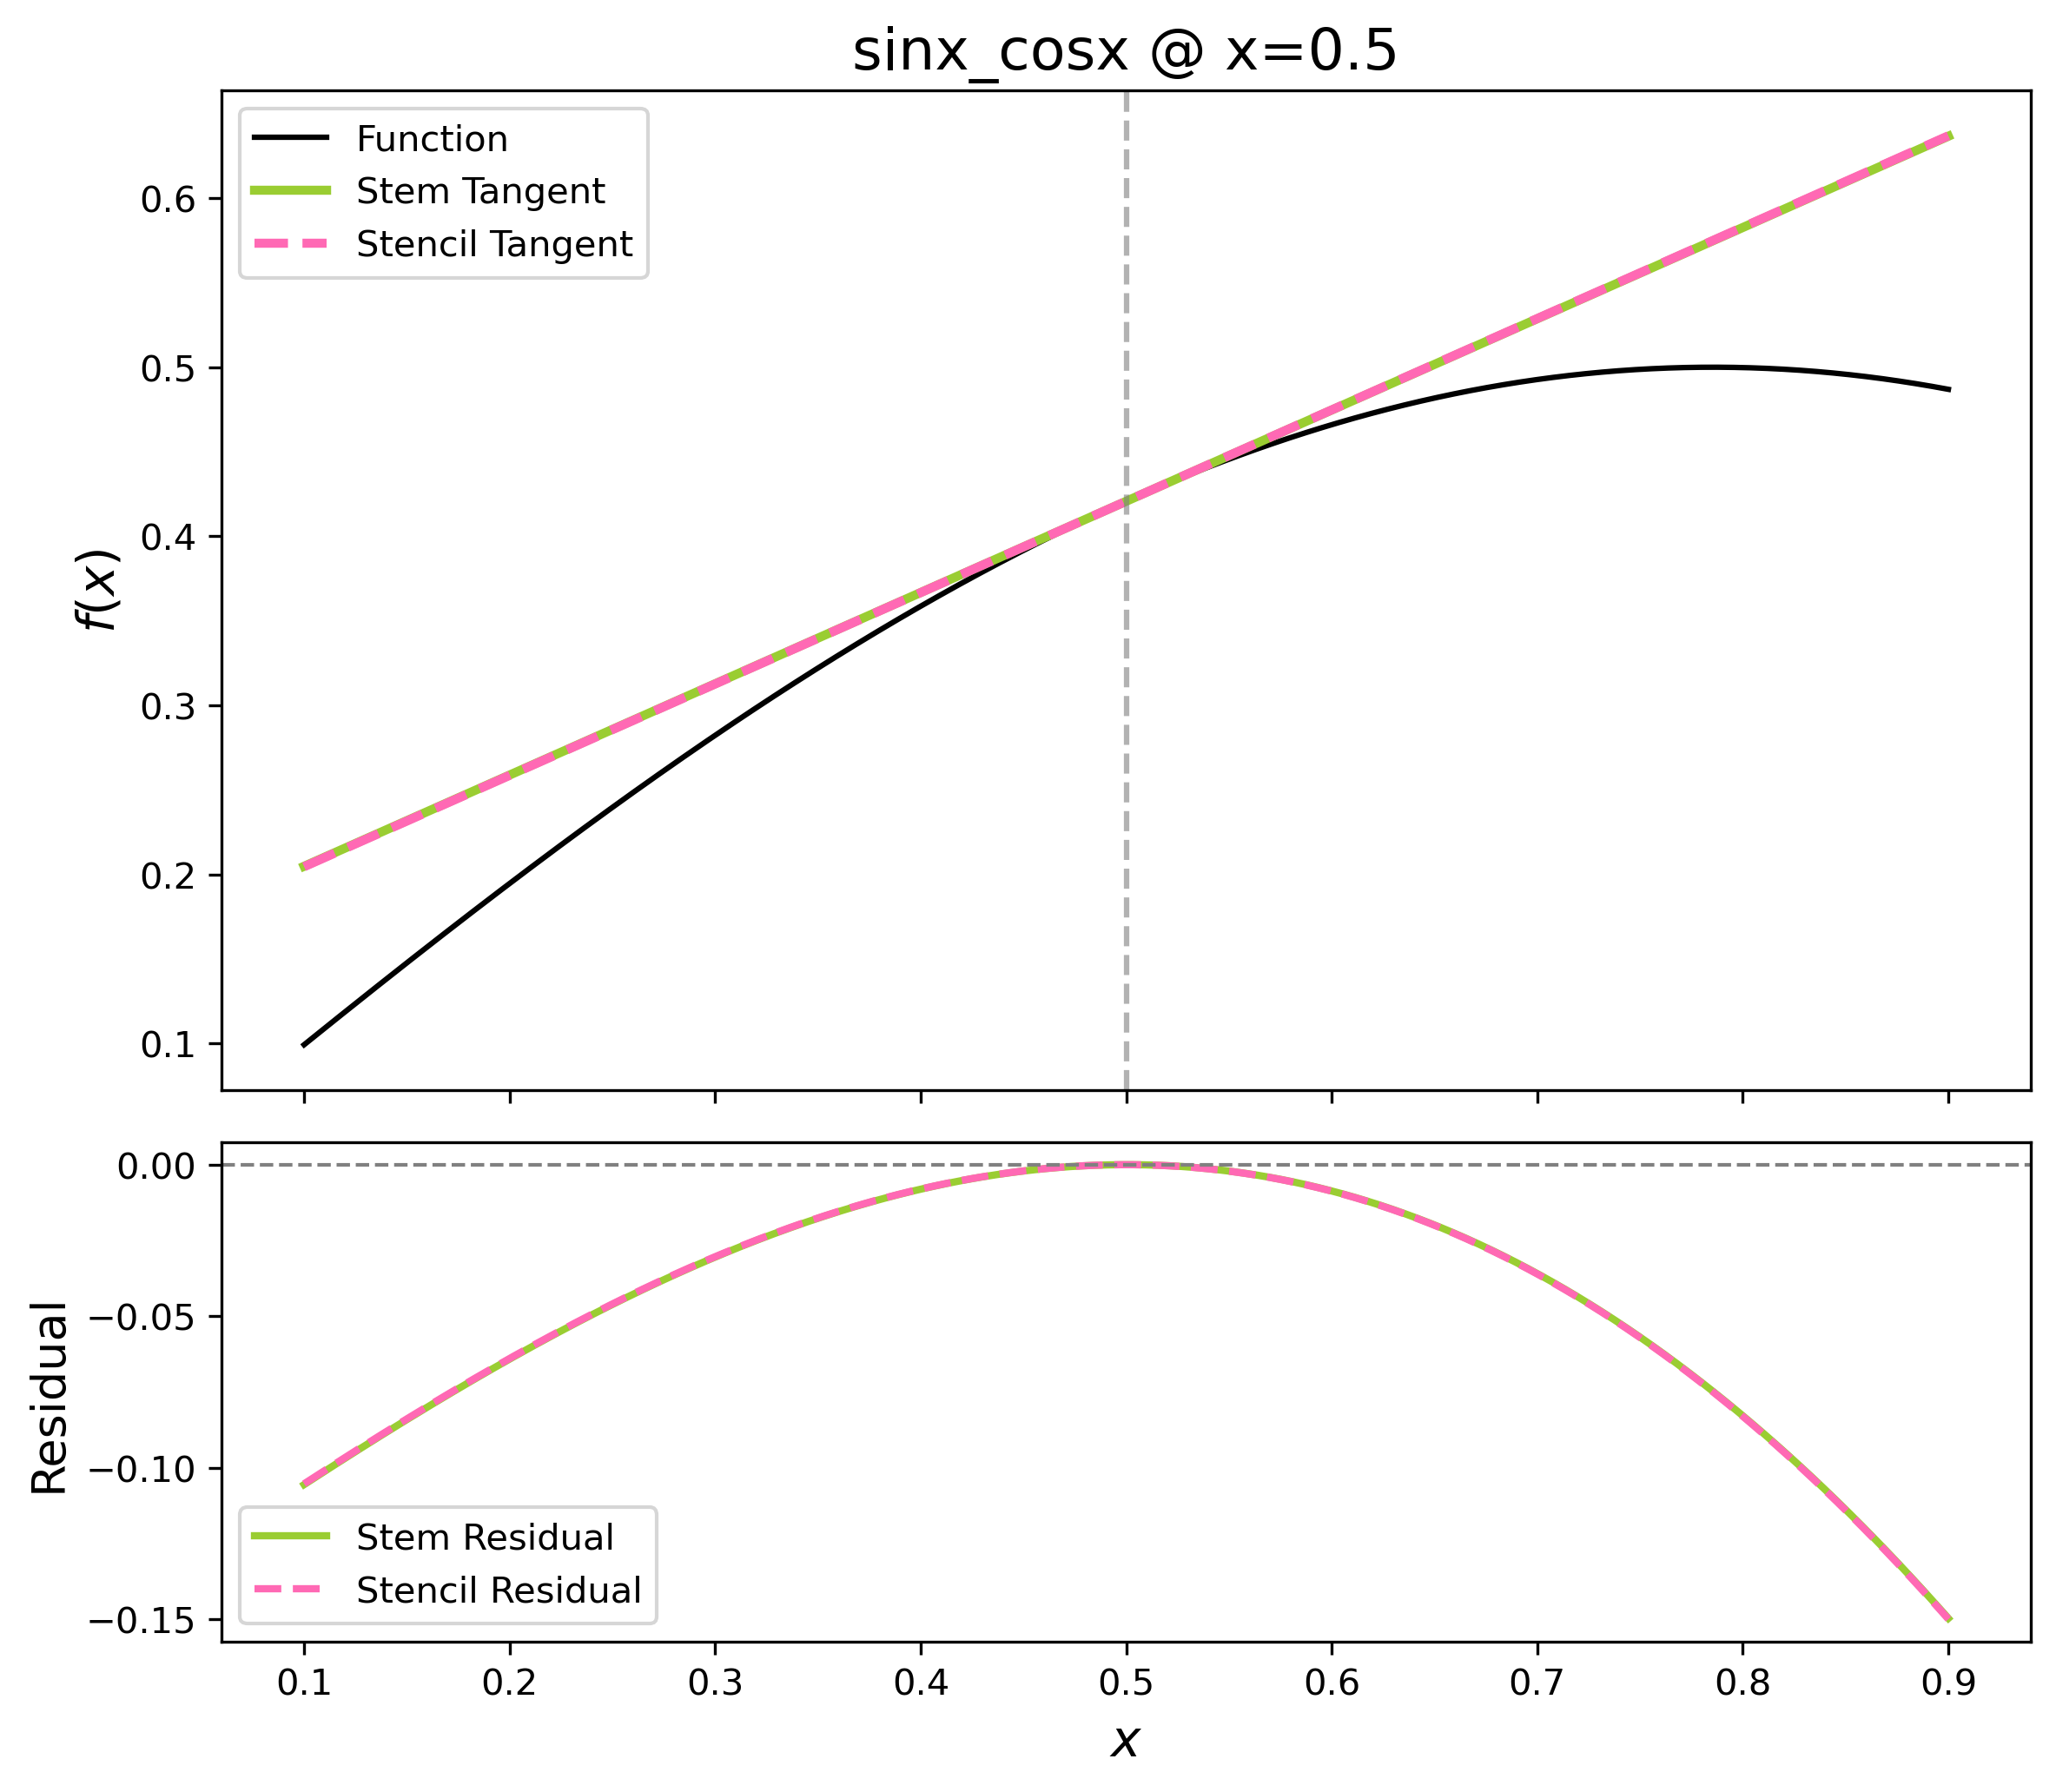 sinx_cosx @ x=0.5
Function
Stem Tangent
Stencil Tangent
0.6
0.5
0.4
0.3
0.2
0.1
f(x)
0.00
−0.05
−0.10
−0.15
Residual
Stem Residual
Stencil Residual
0.1 0.2 0.3 0.4 0.5 0.6 0.7 0.8 0.9
x